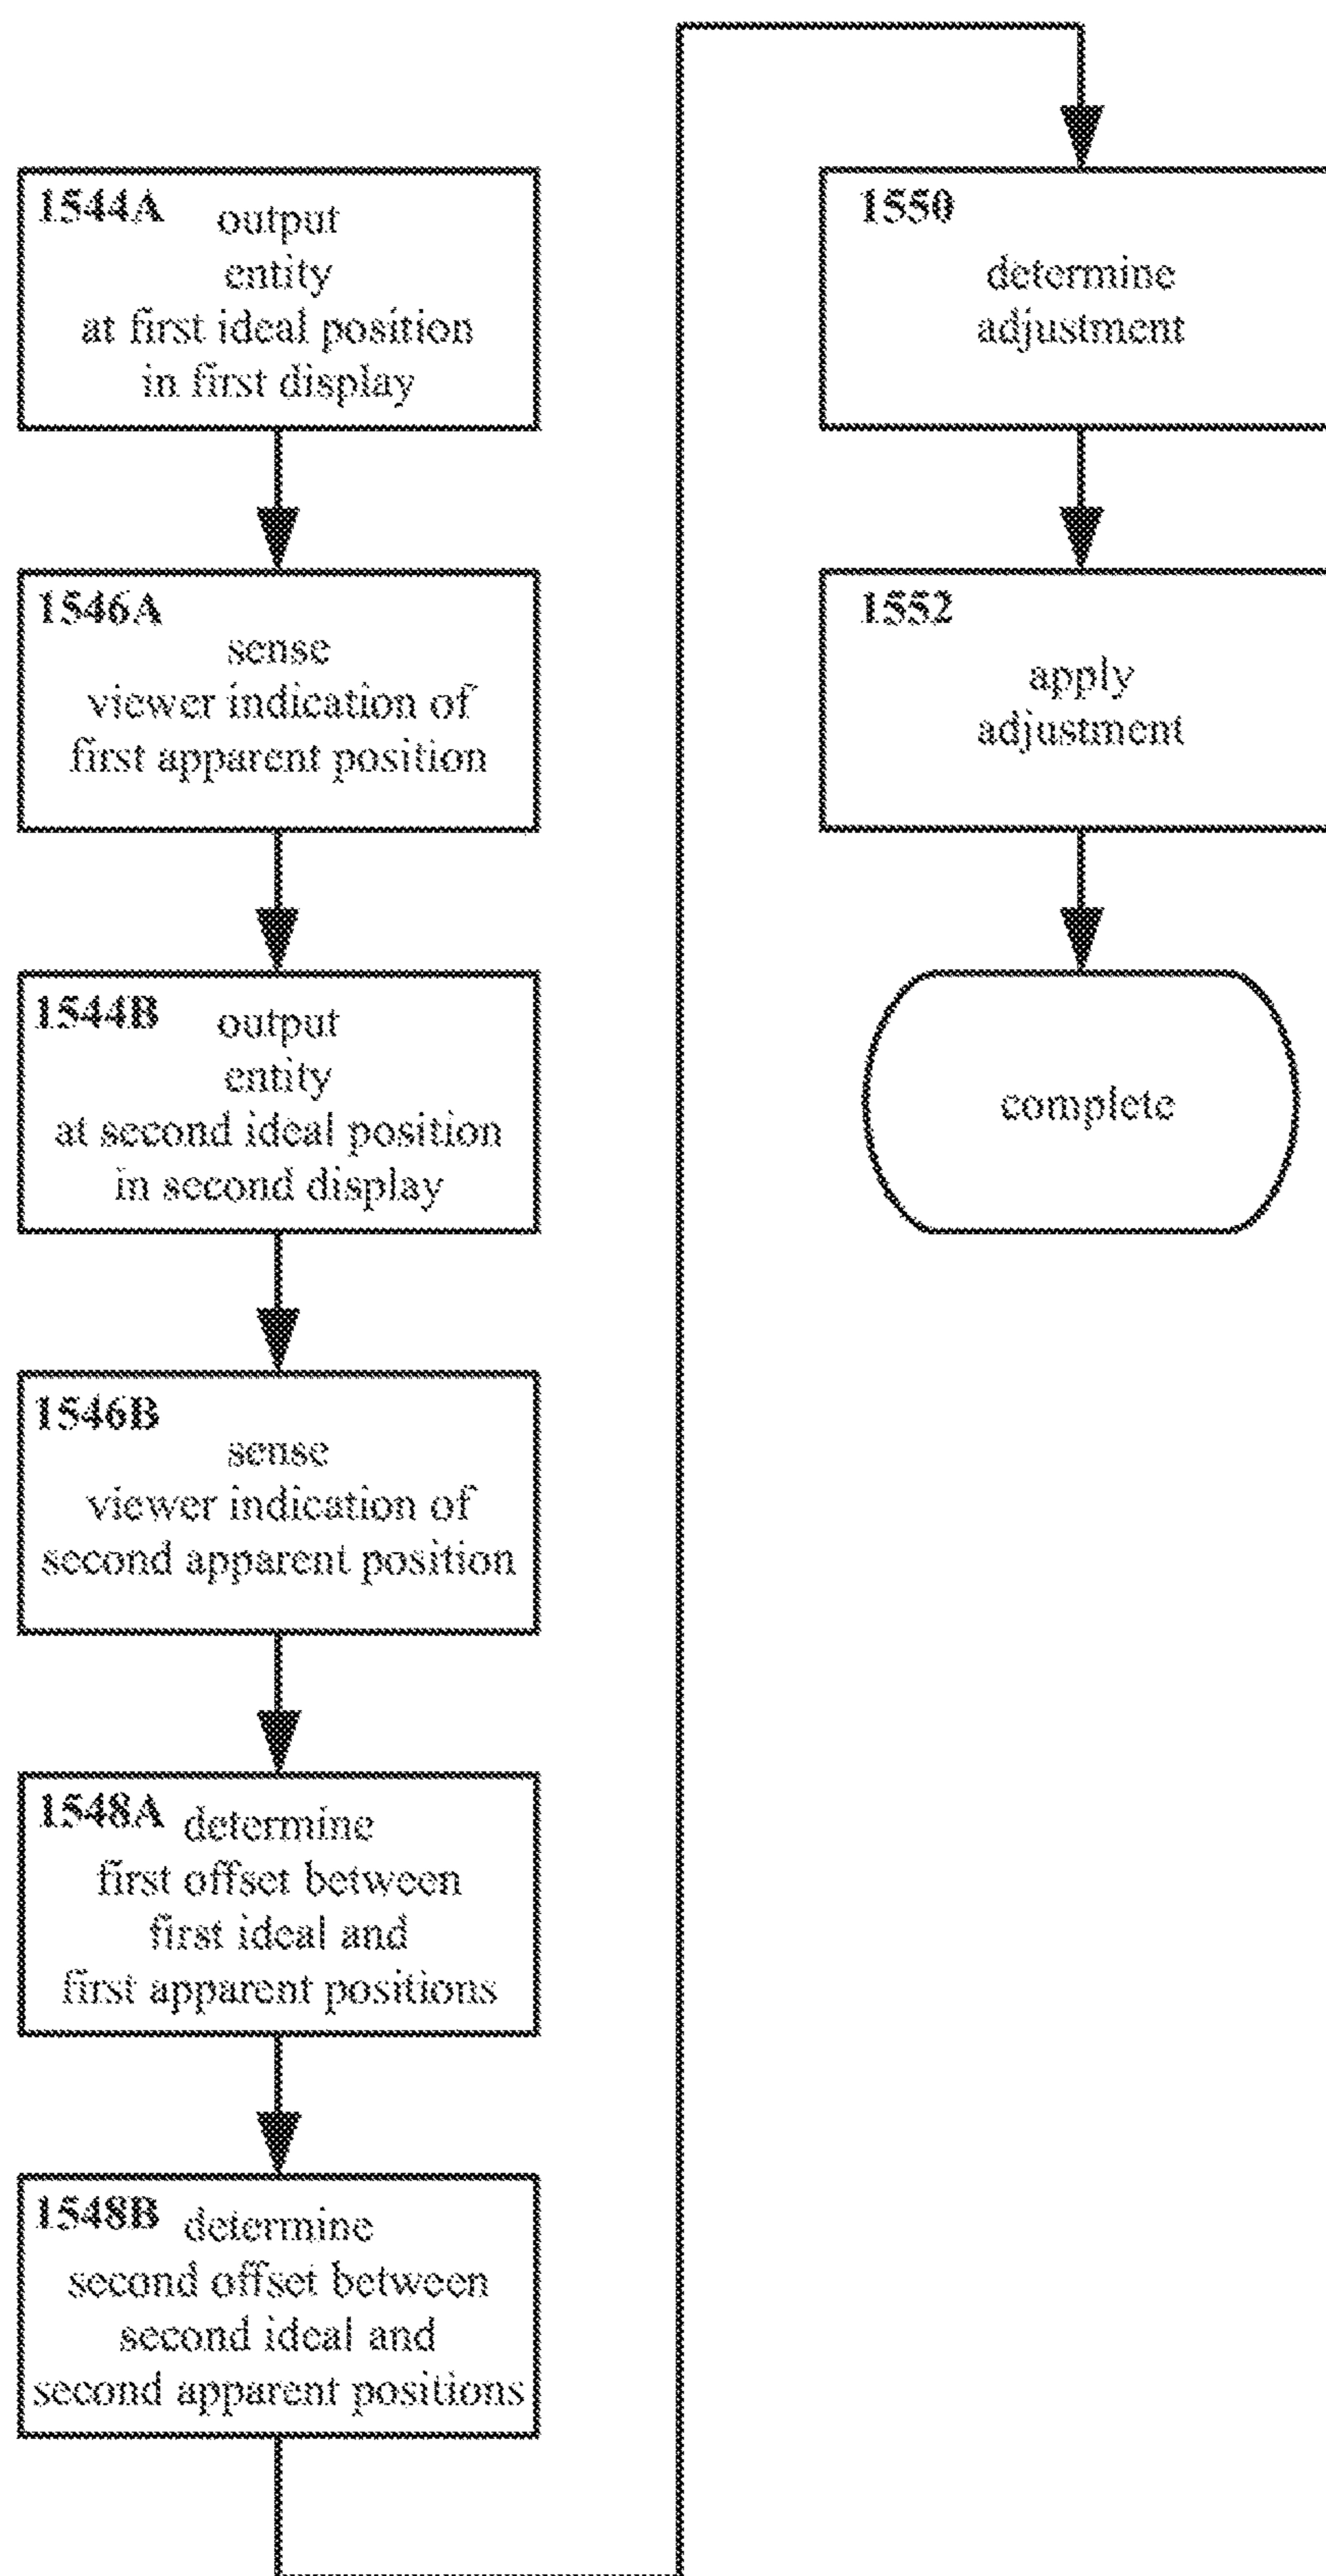 1544A
output
entity
at first ideal position
in first display
1546A
sense
viewer indication of
first apparent position
1544B
output
entity
at second ideal position
in second display
1546B
sense
viewer indication of
second apparent position
1548A
determine
first offset between
first ideal and
first apparent positions
1548B
determine
second offset between
second ideal and
second apparent positions
1550
determine
adjustment
1552
apply
adjustment
complete